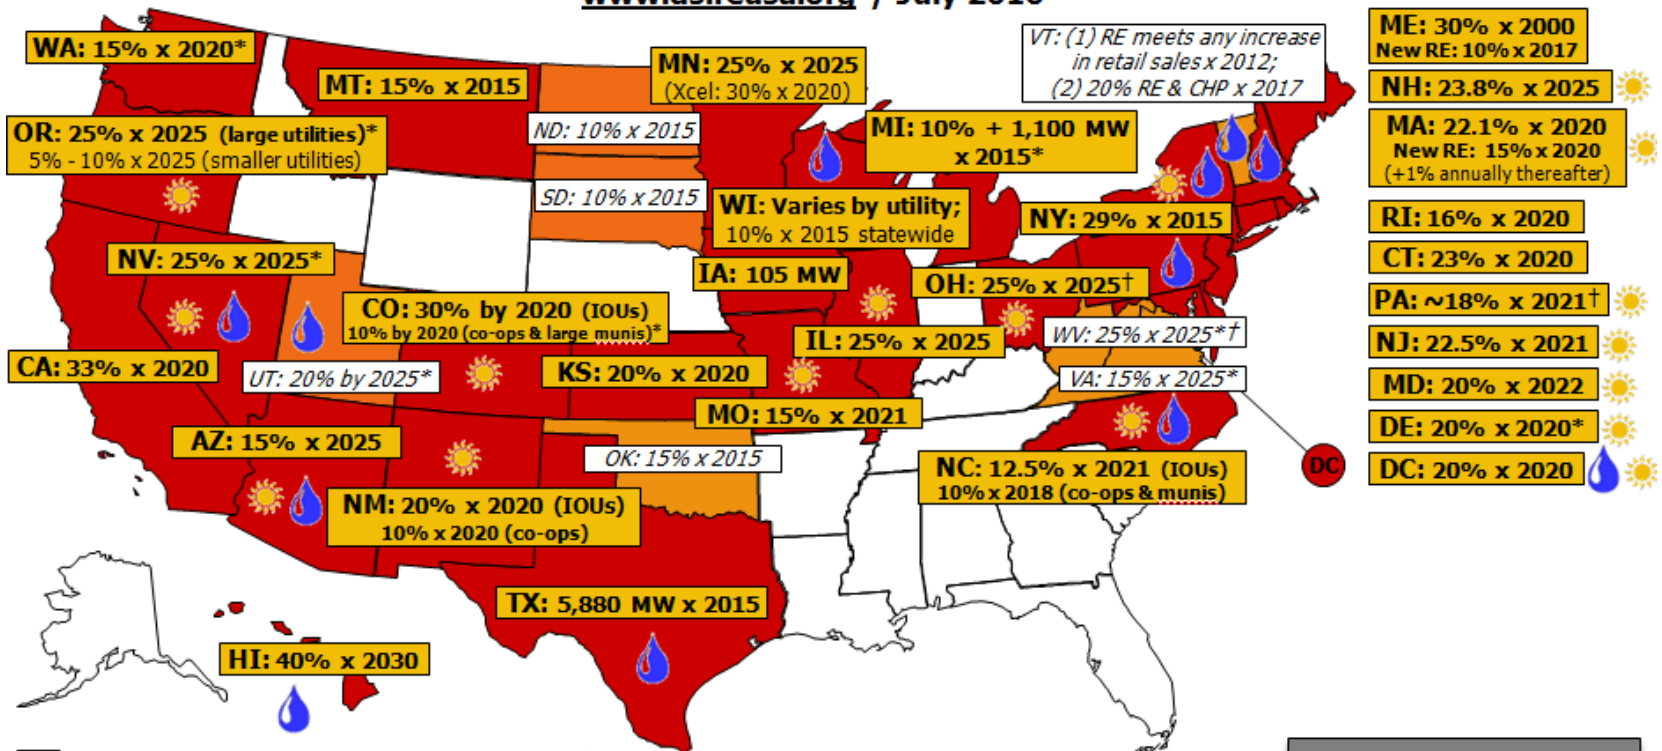 www.dsireusa.org / July 2010
WA: 15% x 2020*
MT: 15% x 2015
MN: 25% x 2025
(Xcel: 30% x 2020)
VT: (1) RE meets any increase
in retail sales x 2012;
(2) 20% RE & CHP x 2017
ME: 30% x 2000
New RE: 10% x 2017
NH: 23.8% x 2025
MA: 22.1% x 2020
New RE: 15% x 2020
(+1% annually thereafter)
RI: 16% x 2020
CT: 23% x 2020
PA: ~18% x 2021†
NJ: 22.5% x 2021
MD: 20% x 2022
DE: 20% x 2020*
DC: 20% x 2020
OR: 25% x 2025 (large utilities)*
5% - 10% x 2025 (smaller utilities)
ND: 10% x 2015
MI: 10% + 1,100 MW
x 2015*
SD: 10% x 2015
WI: Varies by utility;
10% x 2015 statewide
NY: 29% x 2015
NV: 25% x 2025*
IA: 105 MW
OH: 25% x 2025†
CO: 30% by 2020 (IOUs)
10% by 2020 (co-ops & large munis)*
IL: 25% x 2025
WV: 25% x 2025*†
CA: 33% x 2020
UT: 20% by 2025*
KS: 20% x 2020
VA: 15% x 2025*
MO: 15% x 2021
AZ: 15% x 2025
OK: 15% x 2015
NC: 12.5% x 2021 (IOUs)
10% x 2018 (co-ops & munis)
DC
NM: 20% x 2020 (IOUs)
10% x 2020 (co-ops)
TX: 5,880 MW x 2015
HI: 40% x 2030